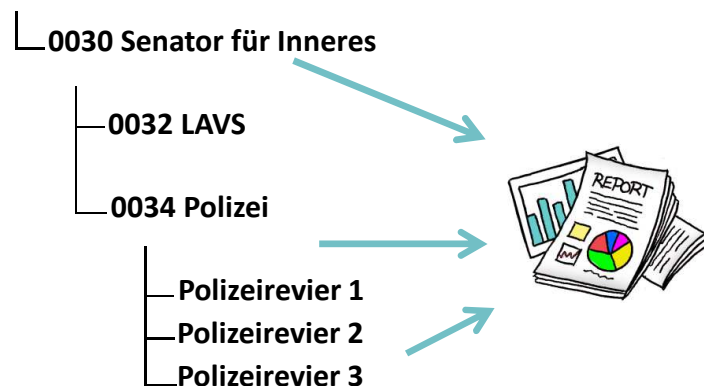 0030 Senator für Inneres
0032 LAVS
0034 Polizei
REPORT
Polizeirevier 1
Polizeirevier 2
Polizeirevier 3